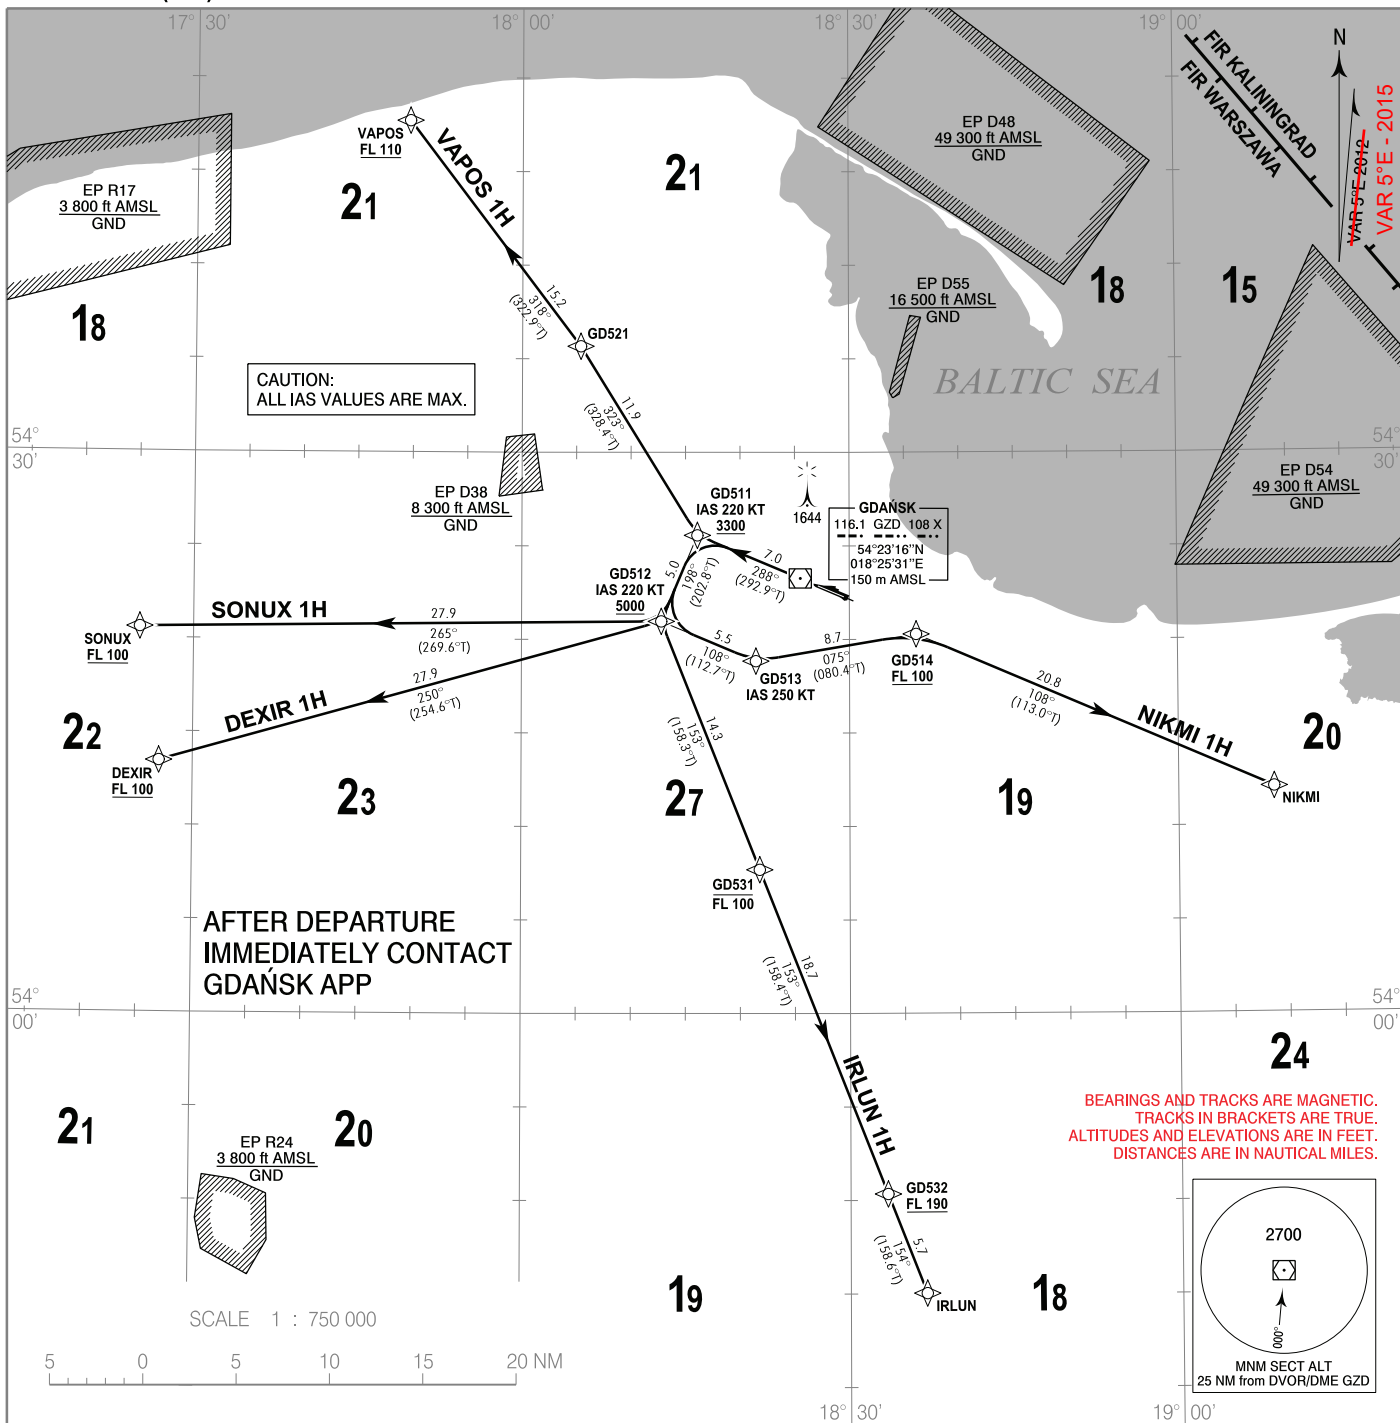 17° 30'
18° 00'
18° 30'
19° 00'
FIR KALININGRAD
FIR WARSZAWA
N
VAR 5°E 2012
VAR 5°E - 2015
VAPOS
FL 110
VAPOS 1H
21
21
EP D48
49 300 ft AMSL
GND
EP R17
3 800 ft AMSL
GND
18
15.2
318°
(322.9°T)
GD521
EP D55
16 500 ft AMSL
GND
18
15
BALTIC SEA
CAUTION:
ALL IAS VALUES ARE MAX.
11.9
323°
(328.4°T)
54°
30'
54°
30'
EP D38
8 300 ft AMSL
GND
GD511
IAS 220 KT
3300
1644
GDAŃSK
116.1 GZD 108 X
54°23'16"N
018°25'31"E
150 m AMSL
EP D54
49 300 ft AMSL
GND
7.0
288°
(292.9°T)
5.0
198°
(202.8°T)
GD512
IAS 220 KT
5000
SONUX 1H
SONUX
FL 100
27.9
265°
(269.6°T)
5.5
108°
(112.7°T)
GD513
IAS 250 KT
8.7
075°
(080.4°T)
GD514
FL 100
20.8
108°
(113.0°T)
NIKMI 1H
NIKMI
20
27.9
250°
(254.6°T)
DEXIR 1H
DEXIR
FL 100
22
23
14.3
153°
(158.3°T)
27
19
GD531
FL 100
AFTER DEPARTURE
IMMEDIATELY CONTACT
GDAŃSK APP
18.7
153°
(158.4°T)
54°
00'
54°
00'
IRLUN 1H
24
BEARINGS AND TRACKS ARE MAGNETIC.
TRACKS IN BRACKETS ARE TRUE.
ALTITUDES AND ELEVATIONS ARE IN FEET.
DISTANCES ARE IN NAUTICAL MILES.
21
20
EP R24
3 800 ft AMSL
GND
GD532
FL 190
5.7
154°
(158.6°T)
IRLUN
19
18
2700
000°
MNM SECT ALT
25 NM from DVOR/DME GZD
SCALE 1 : 750 000
5 0 5 10 15 20 NM
18° 30'
19° 00'